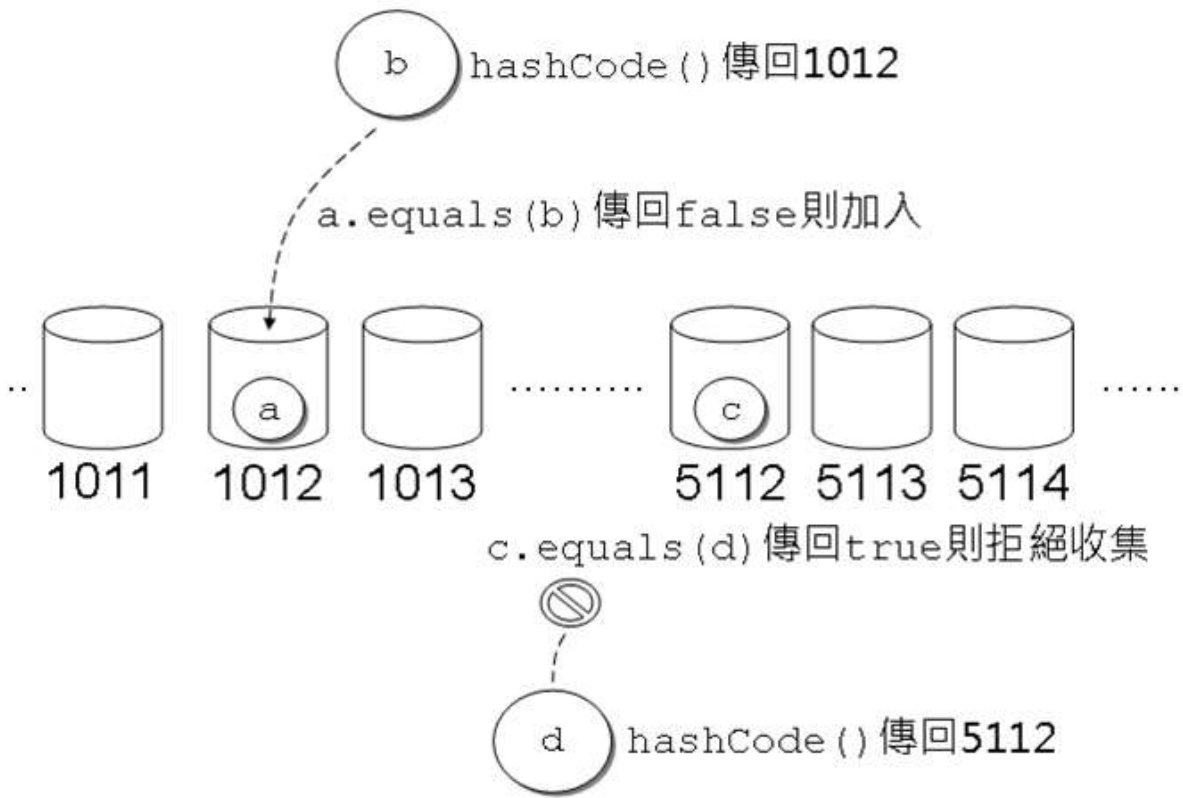 b hashCode()傳回1012
a.equals(b)傳回false則加入
.. a .......... c ......
1011 1012 1013 5112 5113 5114
c.equals(d)傳回true則拒絕收集
d hashCode()傳回5112